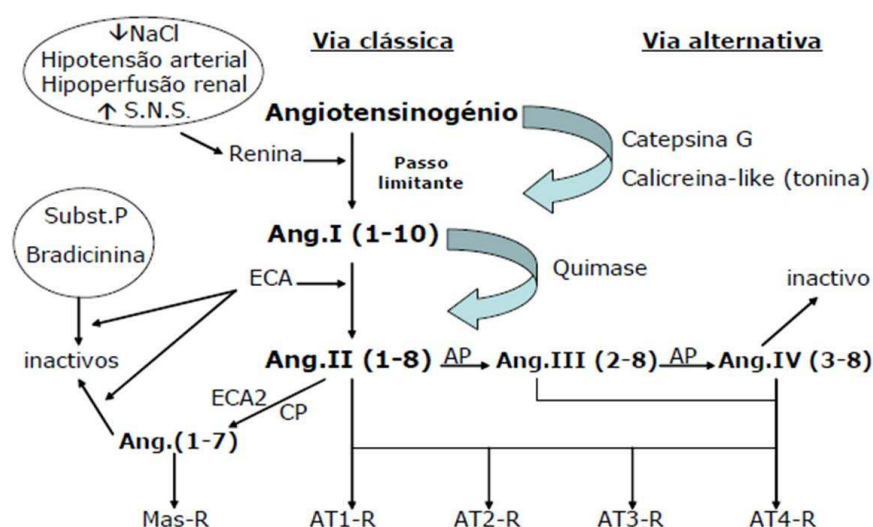 ↓NaCl
Hipotensão arterial
Hipoperfusão renal
↑ S.N.S.
Via clássica
Via alternativa
Angiotensinogénio
Renina
Passo
limitante
Catepsina G
Calicreina-like (tonina)
Subst.P
Bradicinina
Ang.I (1-10)
ECA
Quimase
inactivo
inactivos
Ang.II (1-8)
AP
Ang.III (2-8)
AP
Ang.IV (3-8)
ECA2
CP
Ang.(1-7)
Mas-R
AT1-R
AT2-R
AT3-R
AT4-R